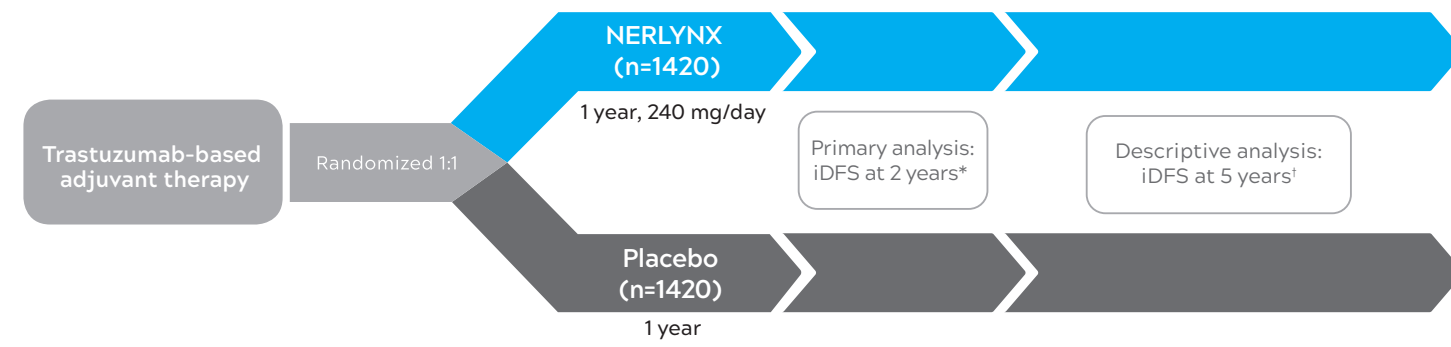 NERLYNX
(n=1420)
1 year, 240 mg/day
Trastuzumab-based
adjuvant therapy
Randomized 1:1
Primary analysis:
iDFS at 2 years*
Descriptive analysis:
iDFS at 5 years†
Placebo
(n=1420)
1 year